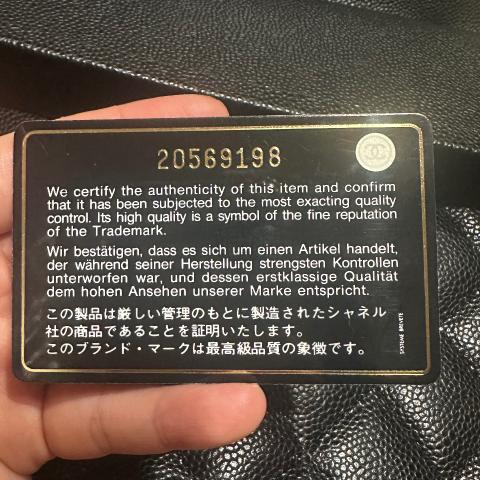 20569198
We certify the authenticity of this item and confirm
that it has been subjected to the most exacting quality
control. Its high quality is a symbol of the fine reputation
of the Trademark.
Wir bestätigen, dass es sich um einen Artikel handelt,
der während seiner Herstellung strengsten Kontrollen
unterworfen war, und dessen erstklassige Qualität
dem hohen Ansehen unserer Marke entspricht.
この製品は厳しい管理のもとに製造されたシャネル
社の商品であることを証明いたします。
このブランド・マークは最高級品質の象徴です。
SYSTEME BREVETE